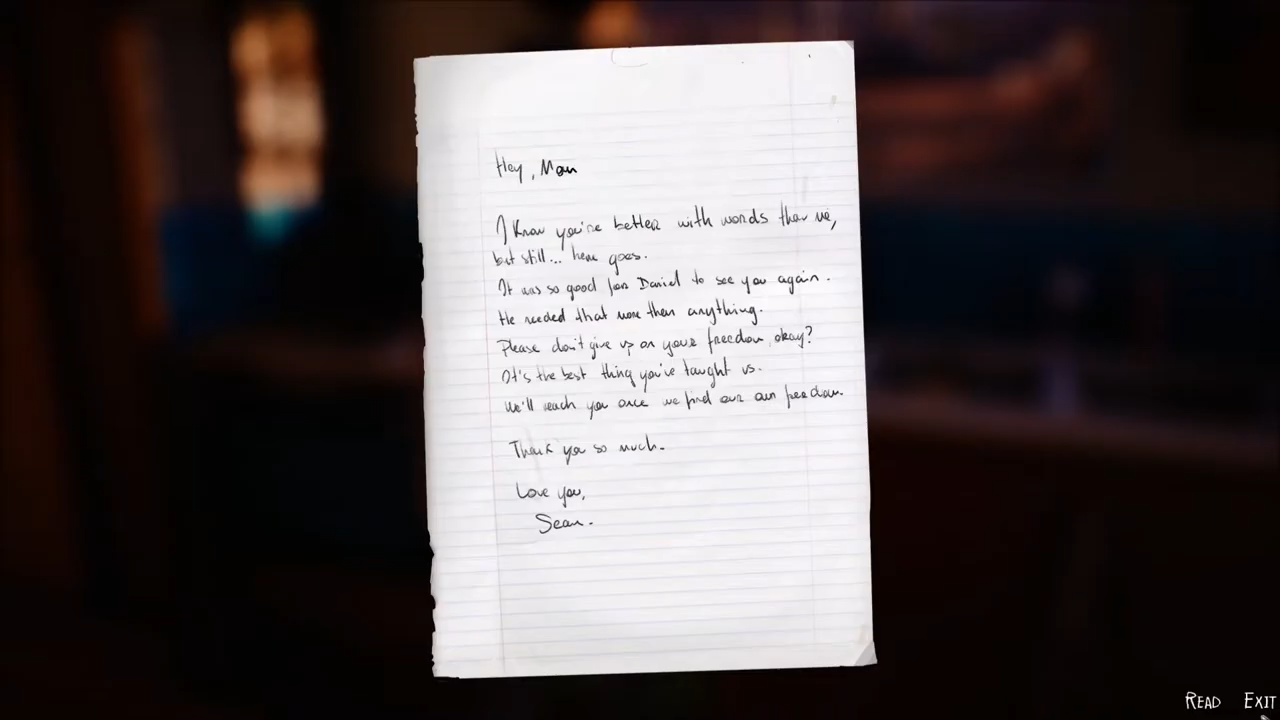 Hey, Mom
I know you're better with words than me,
but still... here goes.
It was so good for Daniel to see you again.
He needed that more than anything.
Please don't give up on your freedom, okay?
It's the best thing you've taught us.
We'll reach you once we find our own freedom.
Thank you so much.
Love you,
Sean.
READ EXIT